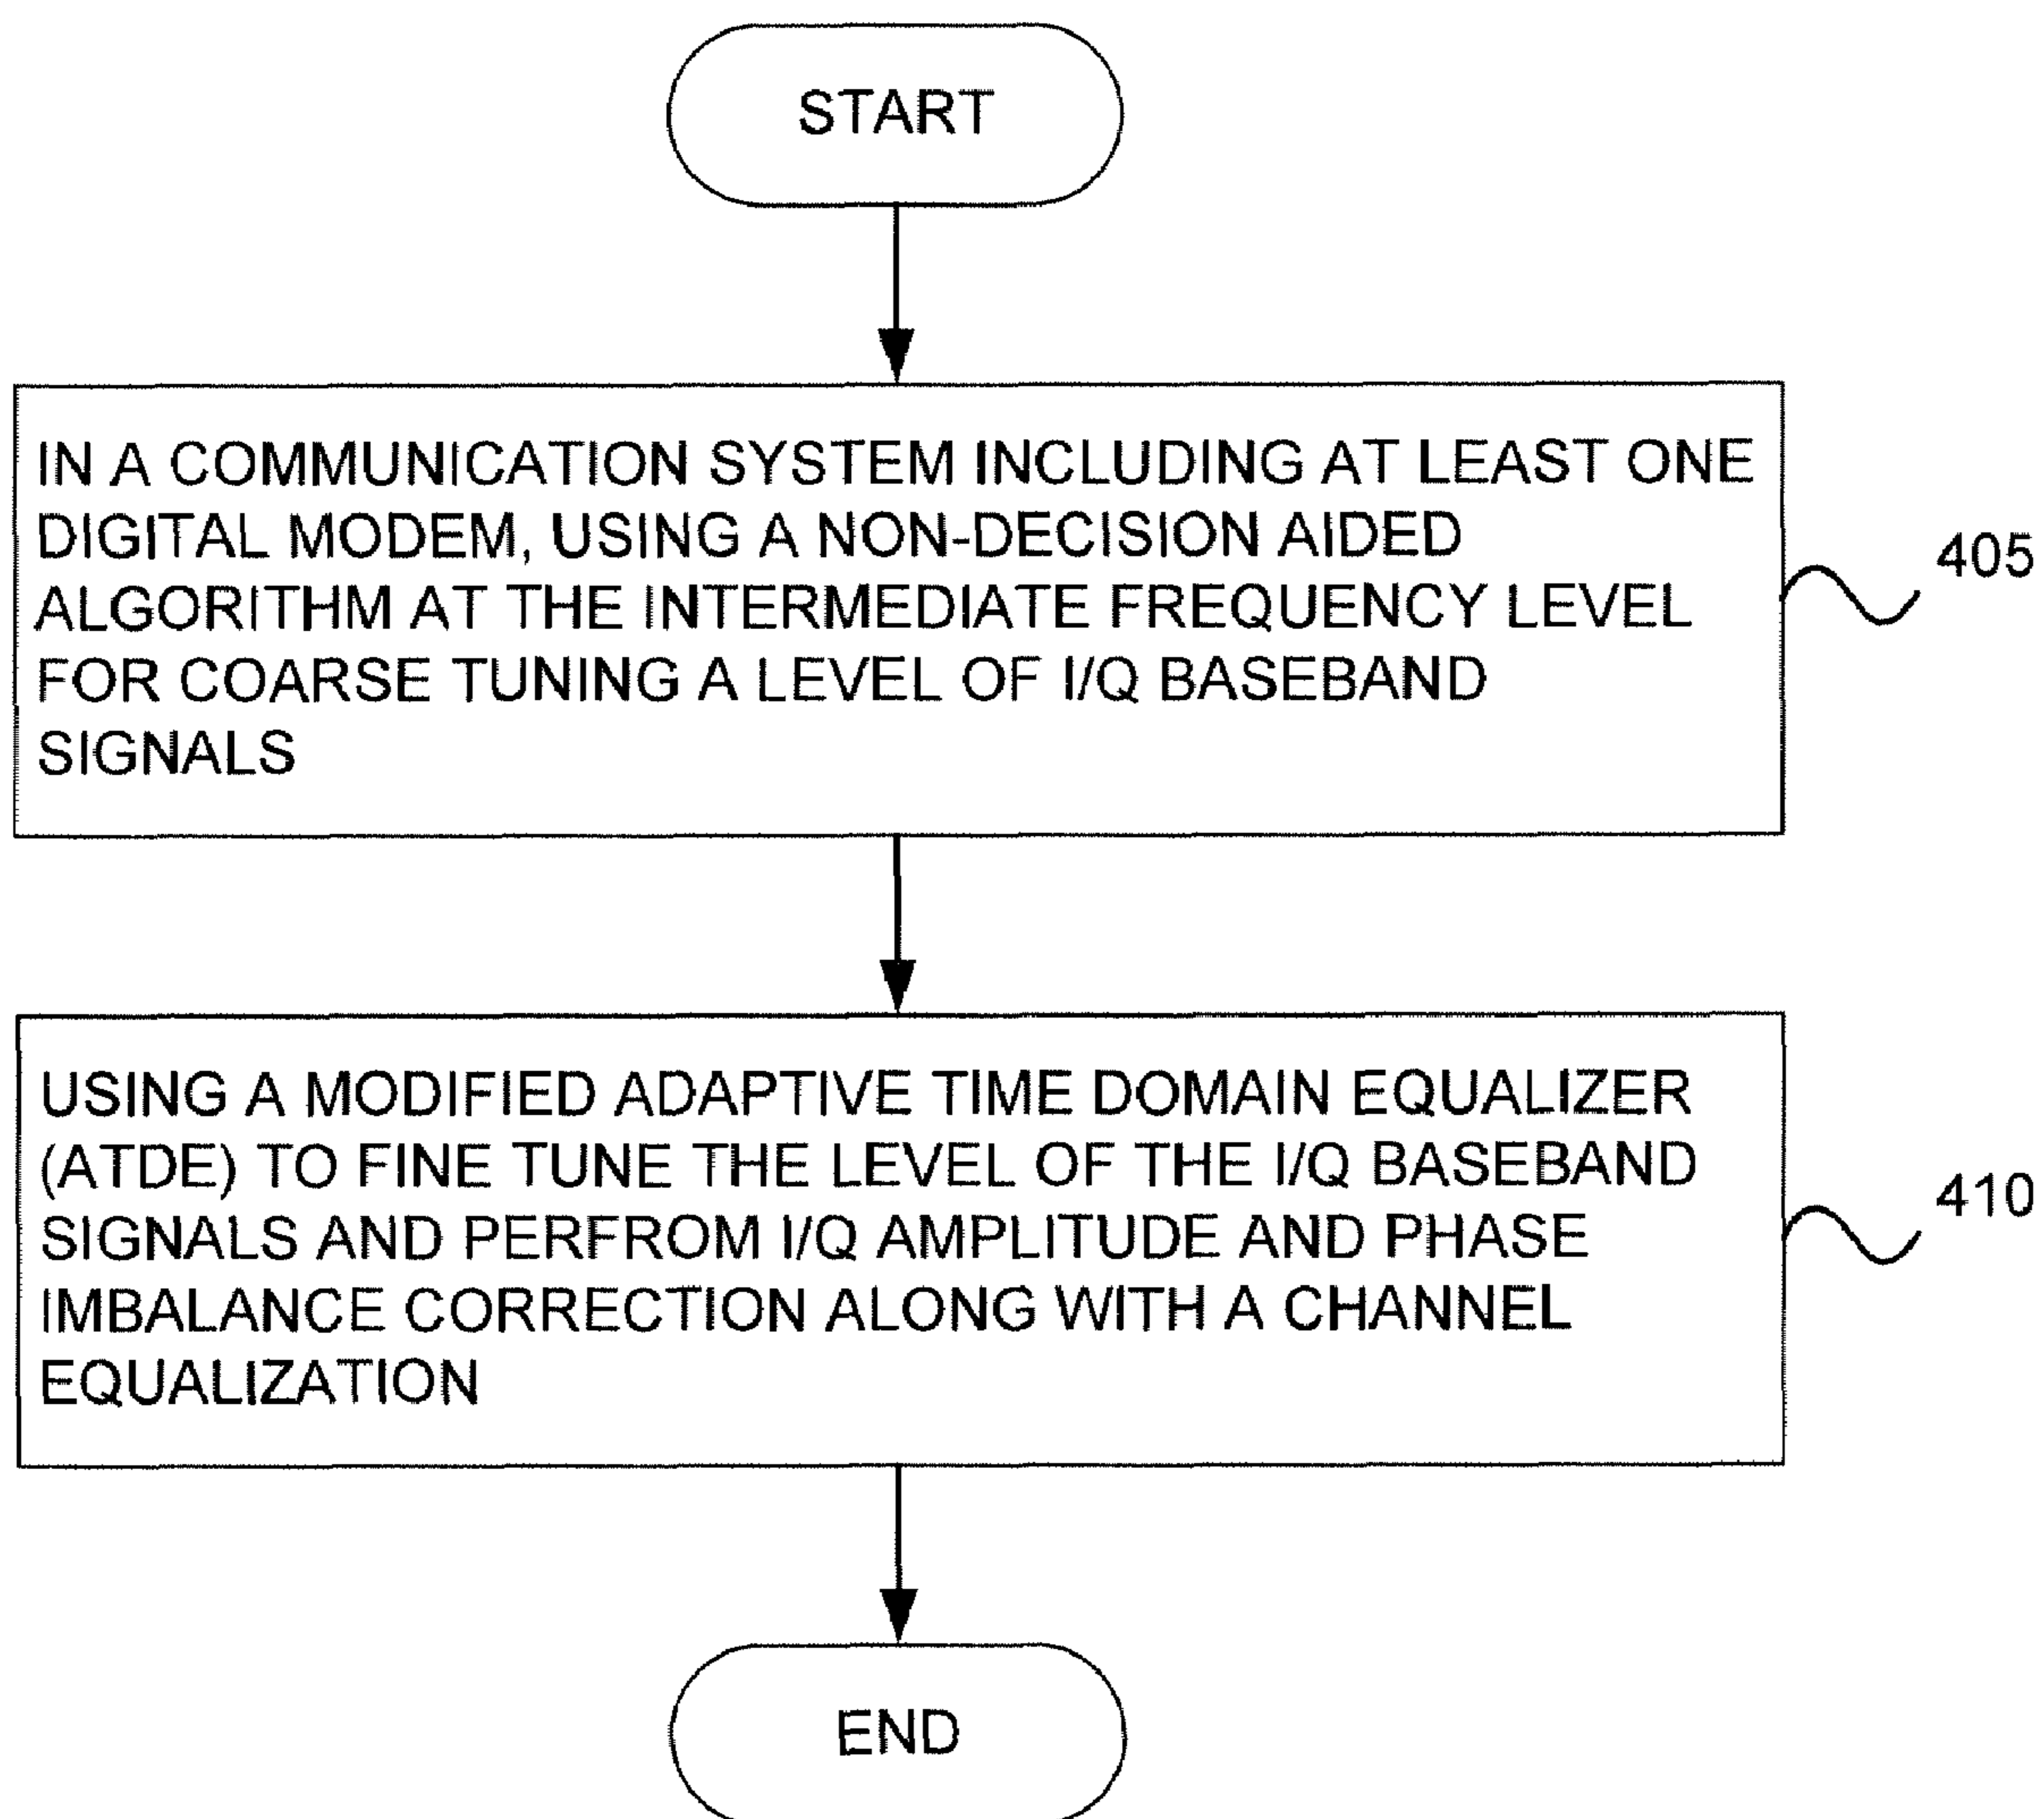 START
IN A COMMUNICATION SYSTEM INCLUDING AT LEAST ONE
DIGITAL MODEM, USING A NON-DECISION AIDED
ALGORITHM AT THE INTERMEDIATE FREQUENCY LEVEL
FOR COARSE TUNING A LEVEL OF I/Q BASEBAND
SIGNALS
405
USING A MODIFIED ADAPTIVE TIME DOMAIN EQUALIZER
(ATDE) TO FINE TUNE THE LEVEL OF THE I/Q BASEBAND
SIGNALS AND PERFROM I/Q AMPLITUDE AND PHASE
IMBALANCE CORRECTION ALONG WITH A CHANNEL
EQUALIZATION
410
END